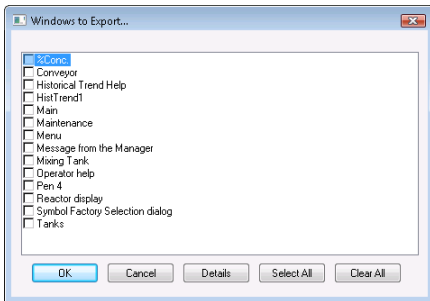 Windows to Export...
%Conc.
Conveyor
Historical Trend Help
HistTrend1
Main
Maintenance
Menu
Message from the Manager
Mixing Tank
Operator help
Pen 4
Reactor display
Symbol Factory Selection dialog
Tanks
OK Cancel Details Select All Clear All